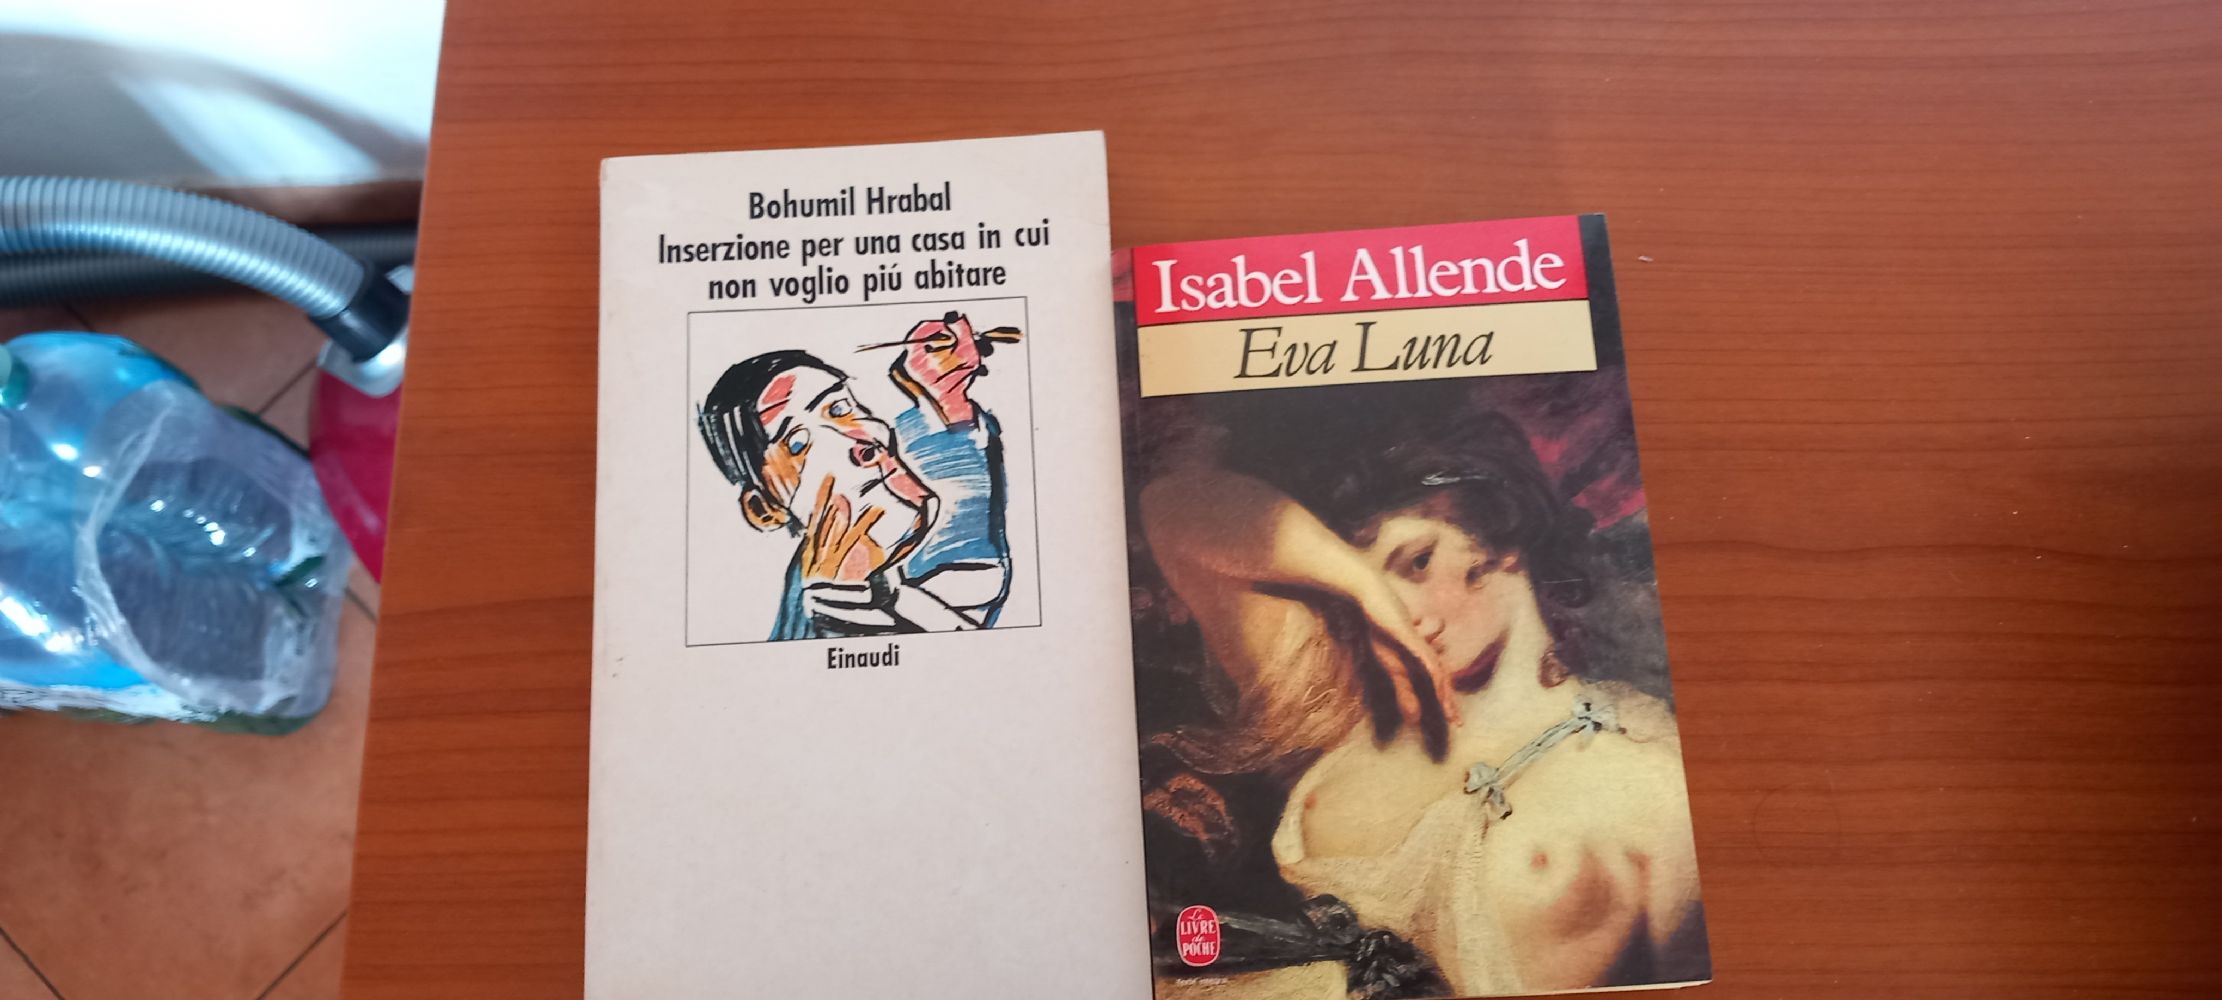 Bohumil Hrabal
Inserzione per una casa in cui
non voglio piú abitare
Einaudi
Isabel Allende
Eva Luna
Le
LIVRE
de
POCHE